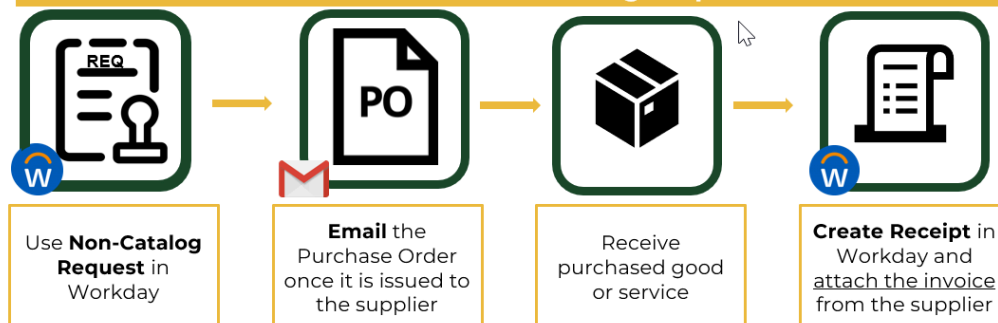 REQ
PO
W
W
Use Non-Catalog
Request in
Workday
Email the
Purchase Order
once it is issued to
the supplier
Receive
purchased good
or service
Create Receipt in
Workday and
attach the invoice
from the supplier